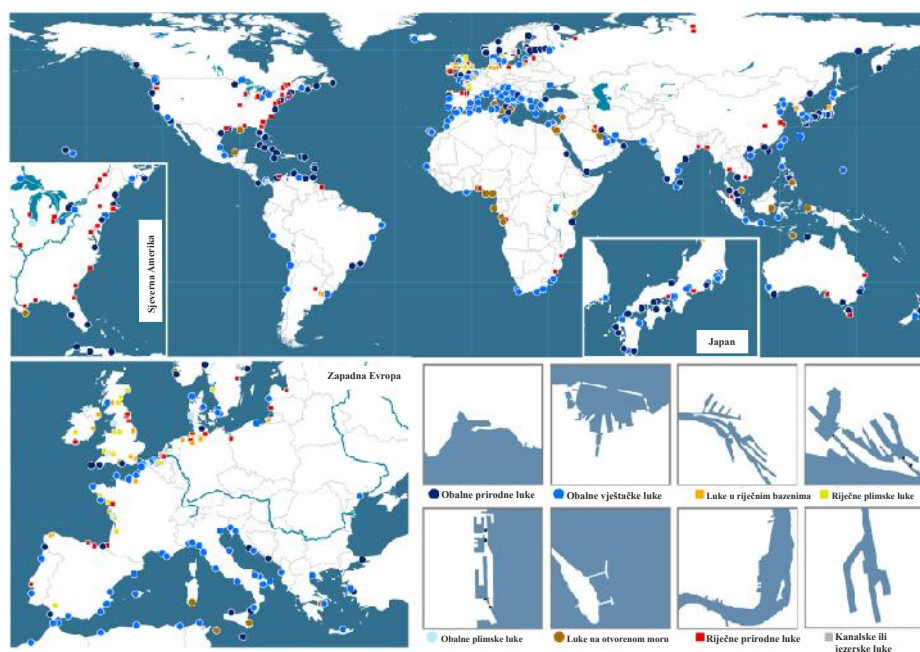 Sjeverna Amerika
Japan
Zapadna Evropa
Obalne prirodne luke
Obalne vještačke luke
Luke u riječnim bazenima
Riječne plimske luke
Obalne plimske luke
Luke na otvorenom moru
Riječne prirodne luke
Kanalske ili
jezerske luke